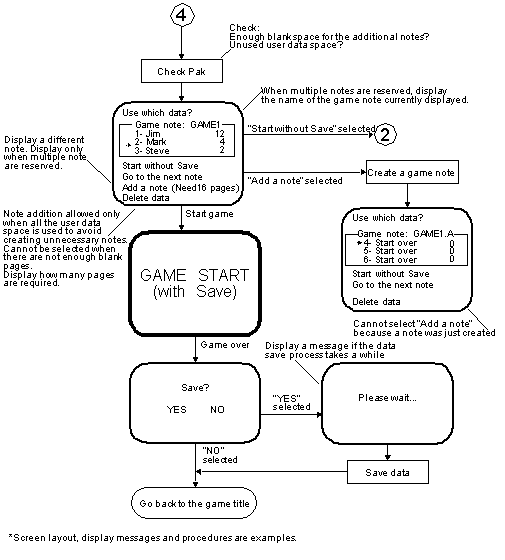 4
Check:
Enough blank space for the additional notes?
Unused user data space?
Check Pak
When multiple notes are reserved, display
the name of the game note currently displayed.
Use which data?
Game note: GAME1
1- Jim 12
* 2- Mark 4
3- Steve 2
Start without Save
Go to the next note
Add a note (Need16 pages)
Delete data
"Start without Save" selected
2
"Add a note" selected
Create a game note
Display a different
note. Display only
when multiple note
are reserved.
Note addition allowed only
when all the user data
space is used to avoid
creating unnecessary notes.
Cannot be selected when
there are not enough blank
pages.
Display how many pages
are required.
Start game
Use which data?
Game note: GAME1.A
* 4- Start over 0
5- Start over 0
6- Start over 0
Start without Save
Go to the next note
Delete data
Cannot select "Add a note"
because a note was just created
GAME START
(with Save)
Game over
Display a message if the data
save process takes a while
Save?
YES NO
"YES"
selected
Please wait...
"NO"
selected
Save data
Go back to the game title
*Screen layout, display messages and procedures are examples.